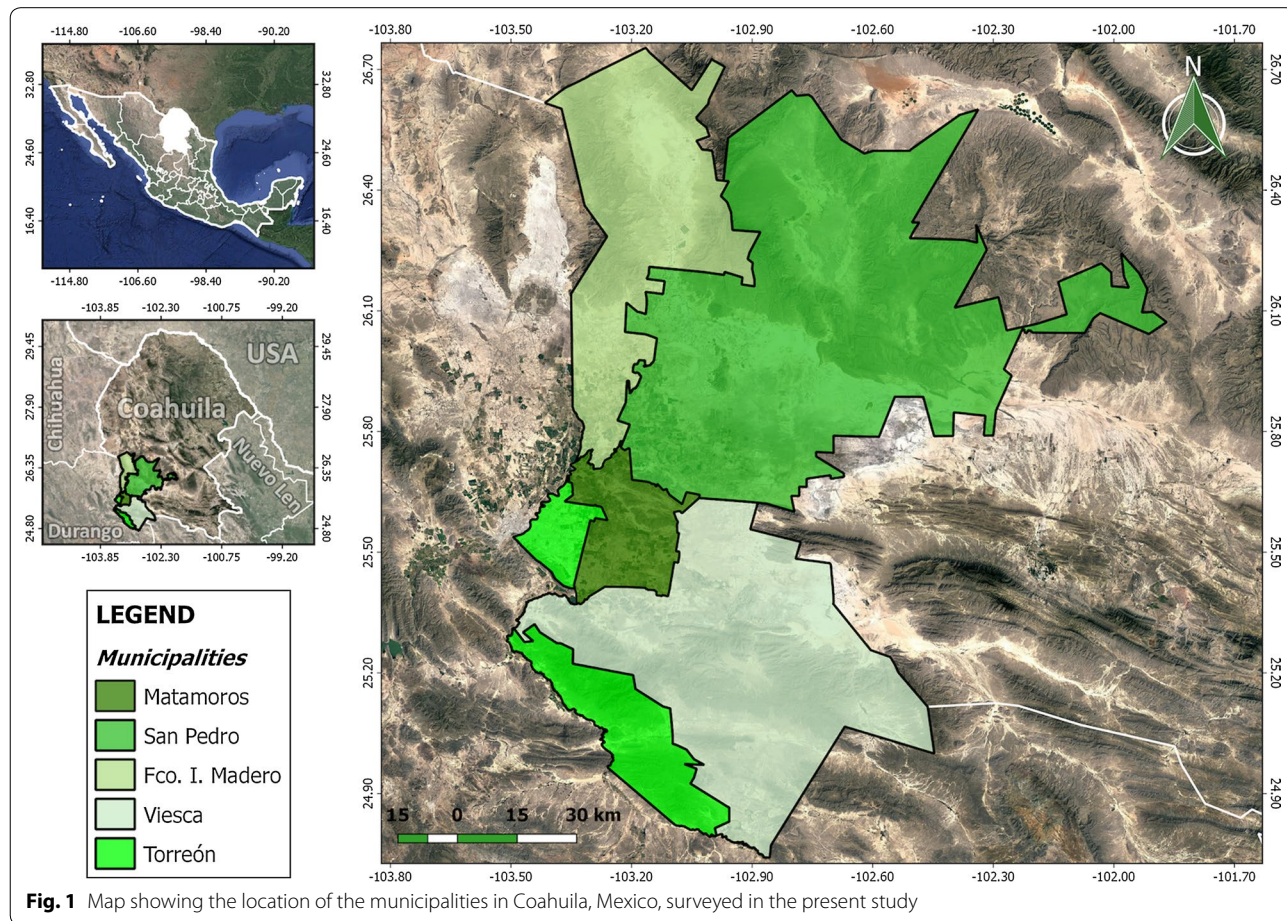 -114.80 -106.60 -98.40 -90.20
32.80 24.60 16.40
32.80 24.60 16.40
-114.80 -106.60 -98.40 -90.20
-103.85 -102.30 -100.75 -99.20
29.45 27.90 26.35 24.80
29.45 27.90 26.35 24.80
USA
Chihuahua
Coahuila
Nuevo Len
Durango
-103.85 -102.30 -100.75 -99.20
LEGEND
Municipalities
Matamoros
San Pedro
Fco. I. Madero
Viesca
Torreón
-103.80 -103.50 -103.20 -102.90 -102.60 -102.30 -102.00 -101.70
26.70 26.40 26.10 25.80 25.50 25.20 24.90
N
26.70 26.40 26.10 25.80 25.50 25.20 24.90
15 0 15 30 km
-103.80 -103.50 -103.20 -102.90 -102.60 -102.30 -102.00 -101.70
Fig. 1 Map showing the location of the municipalities in Coahuila, Mexico, surveyed in the present study